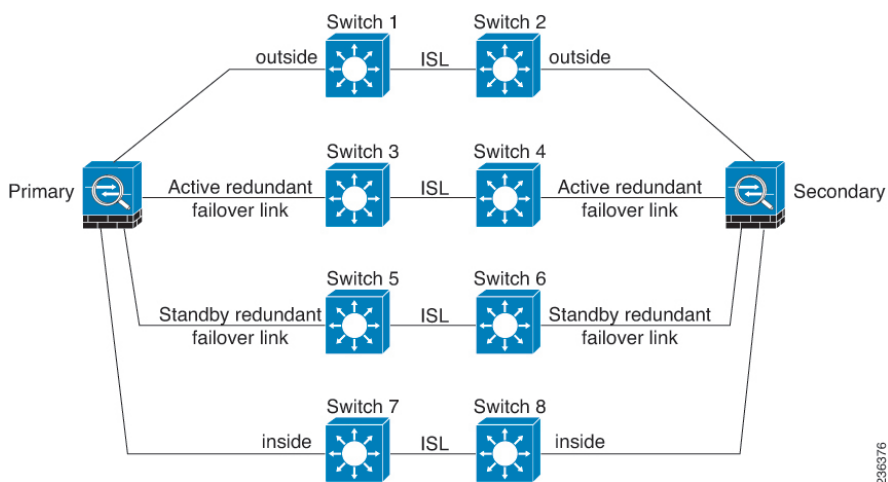 Switch 1
Switch 2
outside
ISL
outside
Switch 3
Switch 4
Primary
Active redundant
failover link
ISL
Active redundant
failover link
Secondary
Switch 5
Switch 6
Standby redundant
failover link
ISL
Standby redundant
failover link
Switch 7
Switch 8
inside
ISL
inside
236376